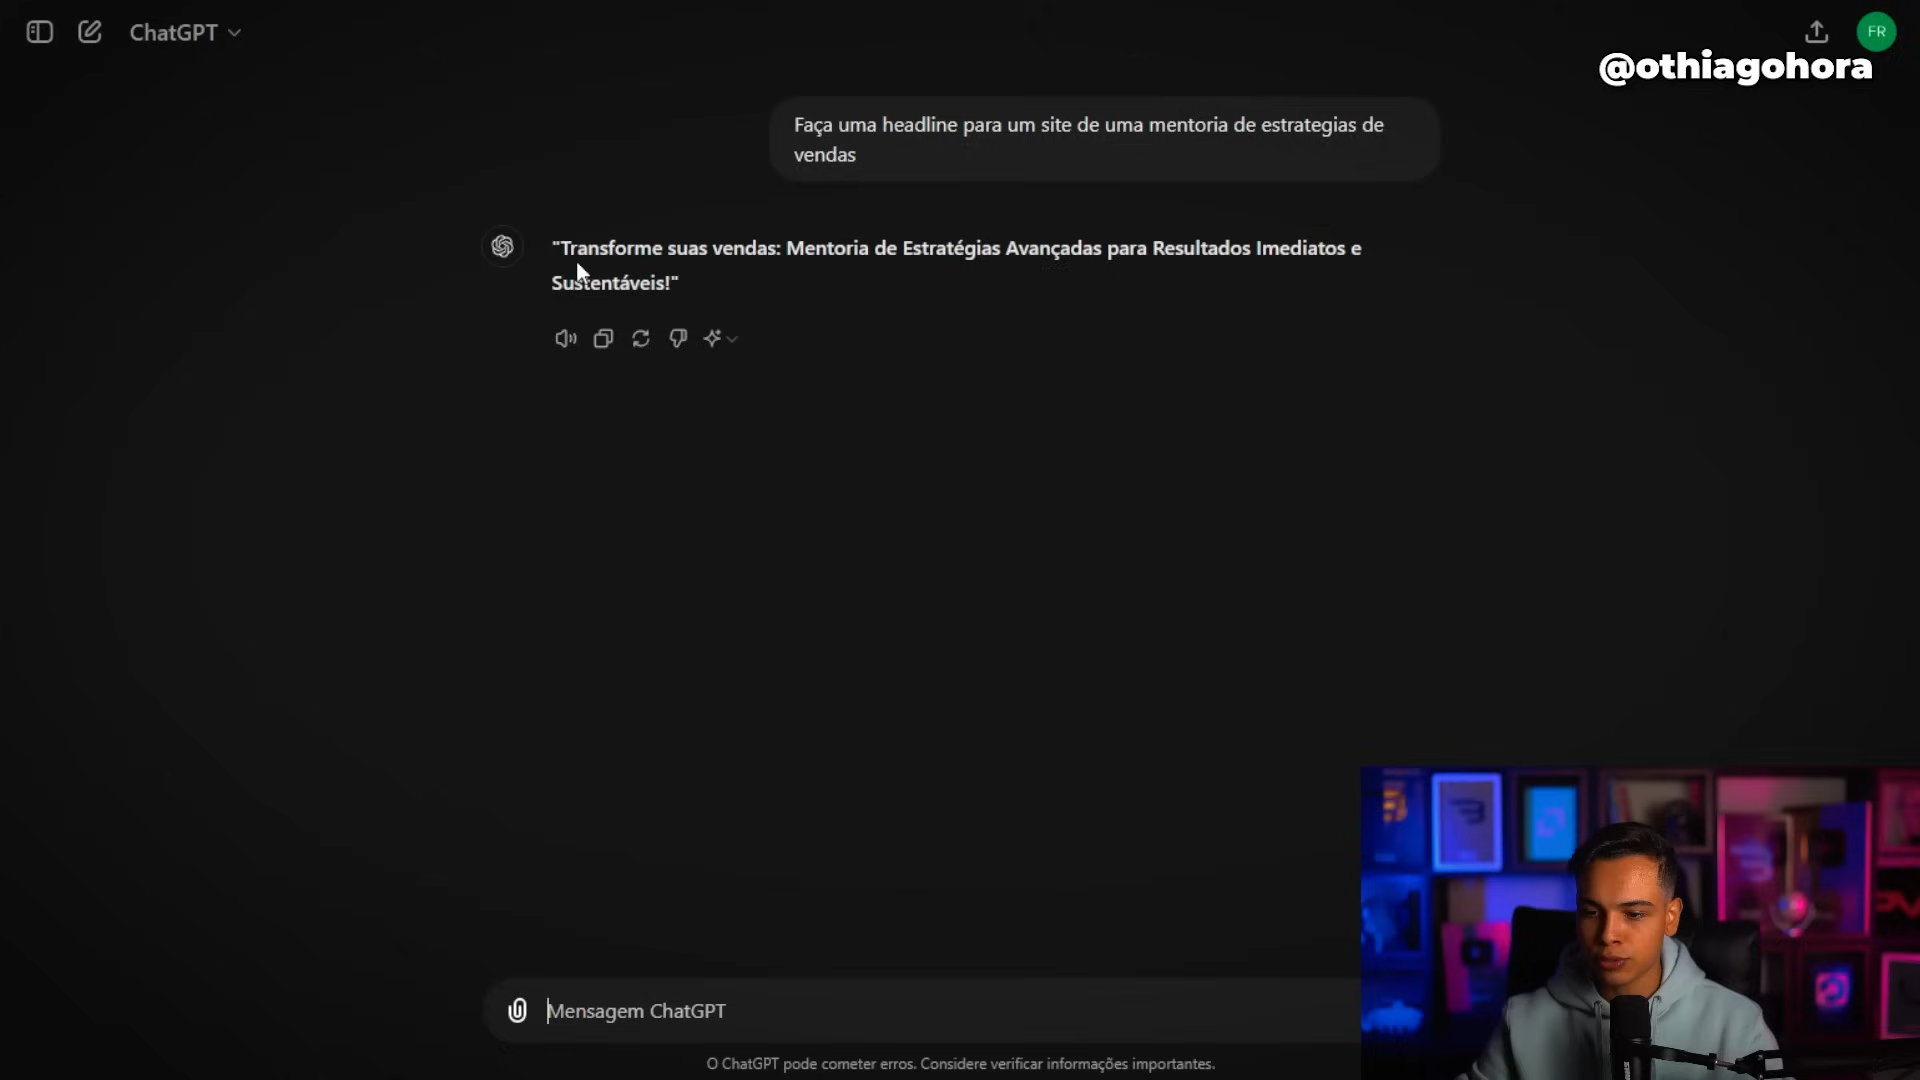 ChatGPT
FR
@othiagohora
Faça uma headline para um site de uma mentoria de estrategias de
vendas
"Transforme suas vendas: Mentoria de Estratégias Avançadas para Resultados Imediatos e
Sustentáveis!"
Mensagem ChatGPT
O ChatGPT pode cometer erros. Considere verificar informações importantes.